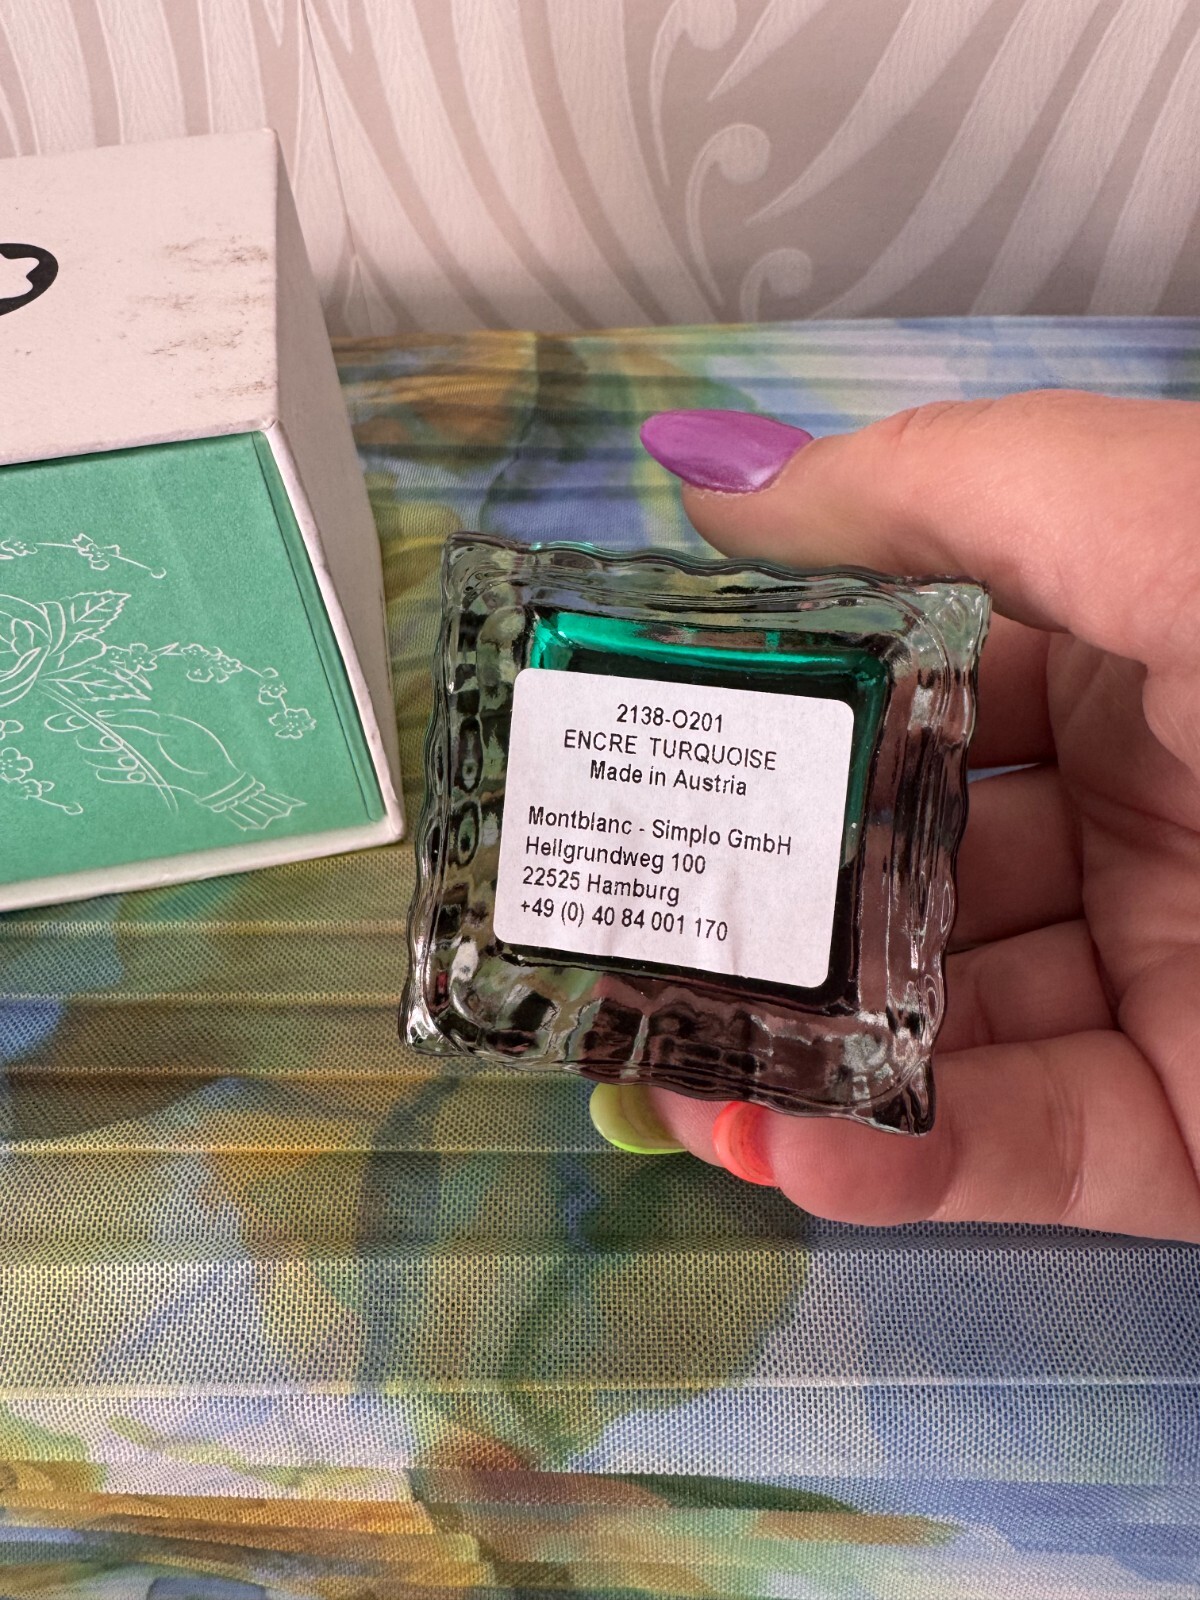 2138-O201
ENCRE TURQUOISE
Made in Austria
Montblanc - Simplo GmbH
Hellgrundweg 100
22525 Hamburg
+49 (0) 40 84 001 170